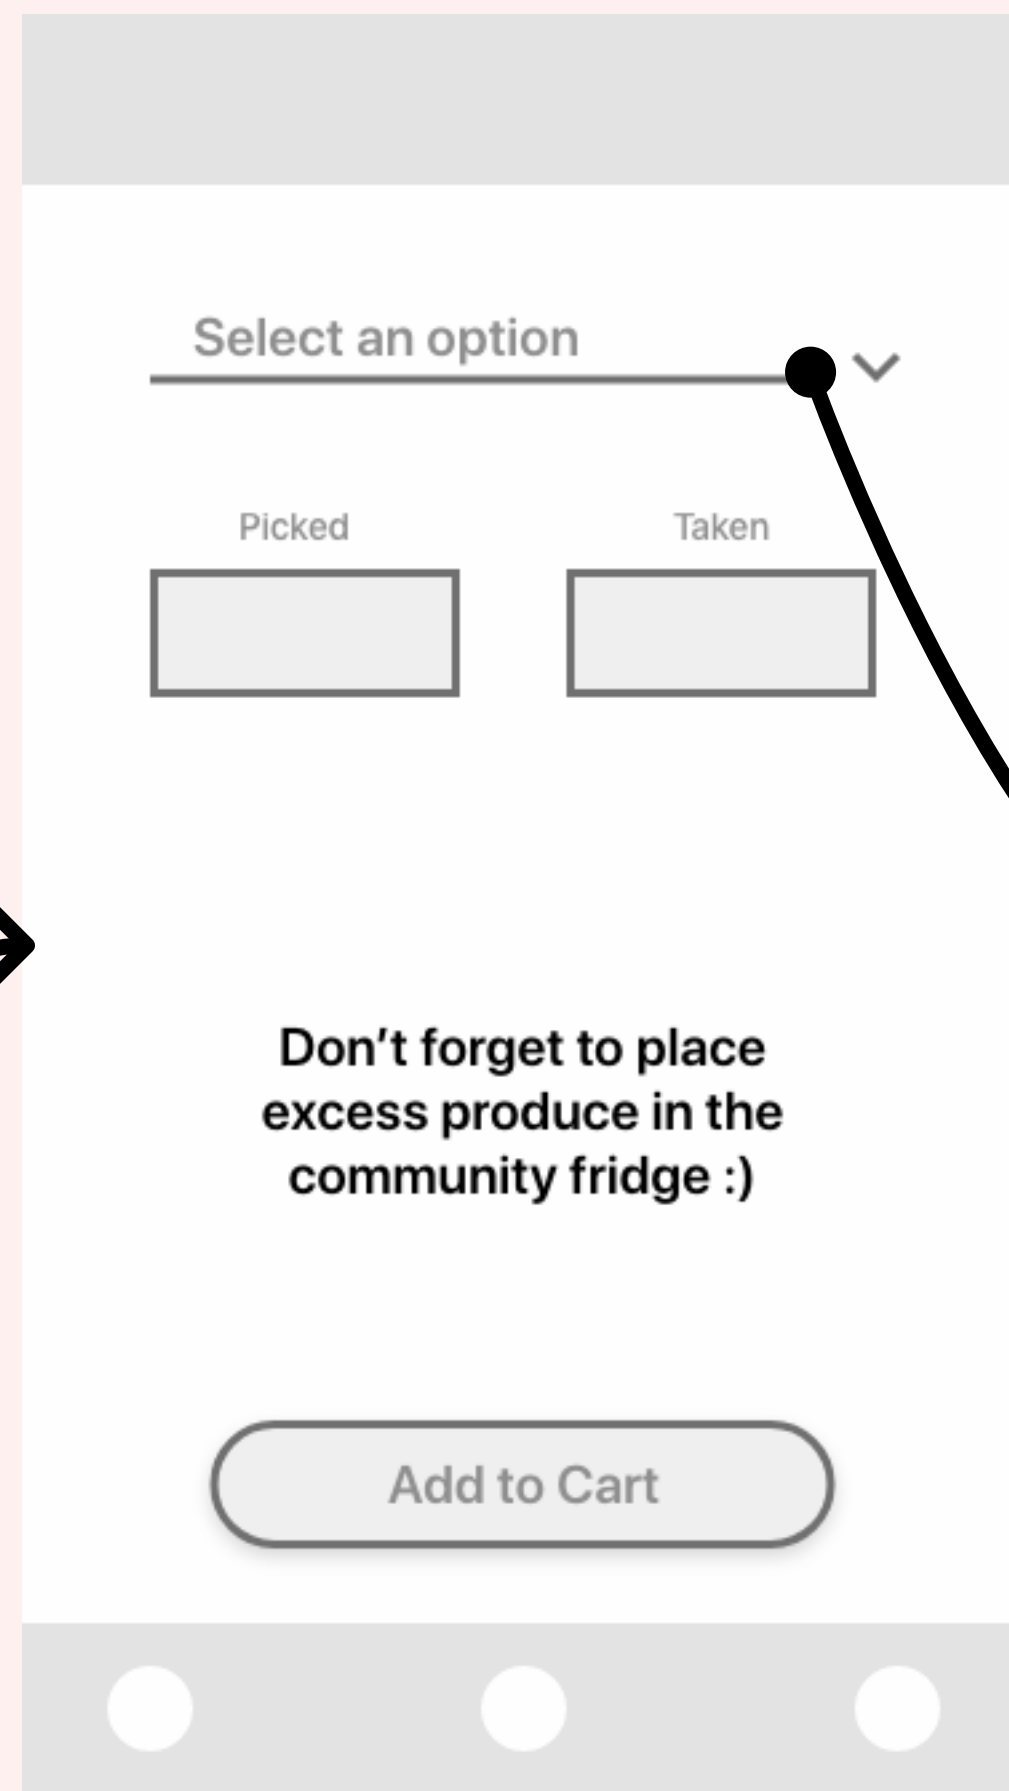 Select an option
Picked Taken
Don't forget to place
excess produce in the
community fridge :)
Add to Cart